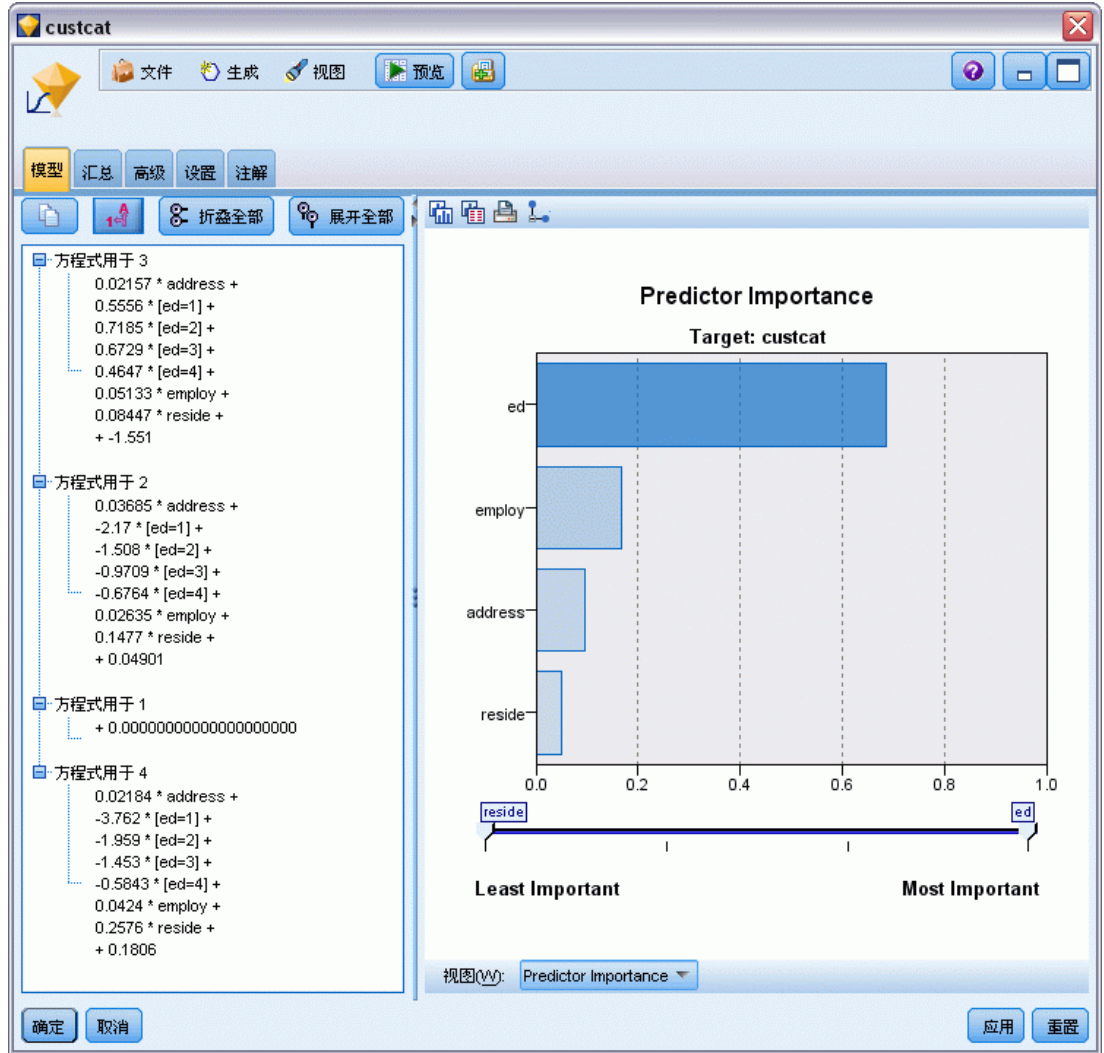 custcat
文件 生成 视图 预览
模型 汇总 高级 设置 注解
折叠全部 展开全部
方程式用于 3
0.02157 * address +
0.5556 * [ed=1] +
0.7185 * [ed=2] +
0.6729 * [ed=3] +
0.4647 * [ed=4] +
0.05133 * employ +
0.08447 * reside +
+ -1.551
方程式用于 2
0.03685 * address +
-2.17 * [ed=1] +
-1.508 * [ed=2] +
-0.9709 * [ed=3] +
-0.6764 * [ed=4] +
0.02635 * employ +
0.1477 * reside +
+ 0.04901
方程式用于 1
+ 0.00000000000000000000
方程式用于 4
0.02184 * address +
-3.762 * [ed=1] +
-1.959 * [ed=2] +
-1.453 * [ed=3] +
-0.5843 * [ed=4] +
0.0424 * employ +
0.2576 * reside +
+ 0.1806
Predictor Importance
Target: custcat
ed
employ
address
reside
0.0 0.2 0.4 0.6 0.8 1.0
reside ed
Least Important Most Important
视图(W): Predictor Importance
确定 取消 应用 重置